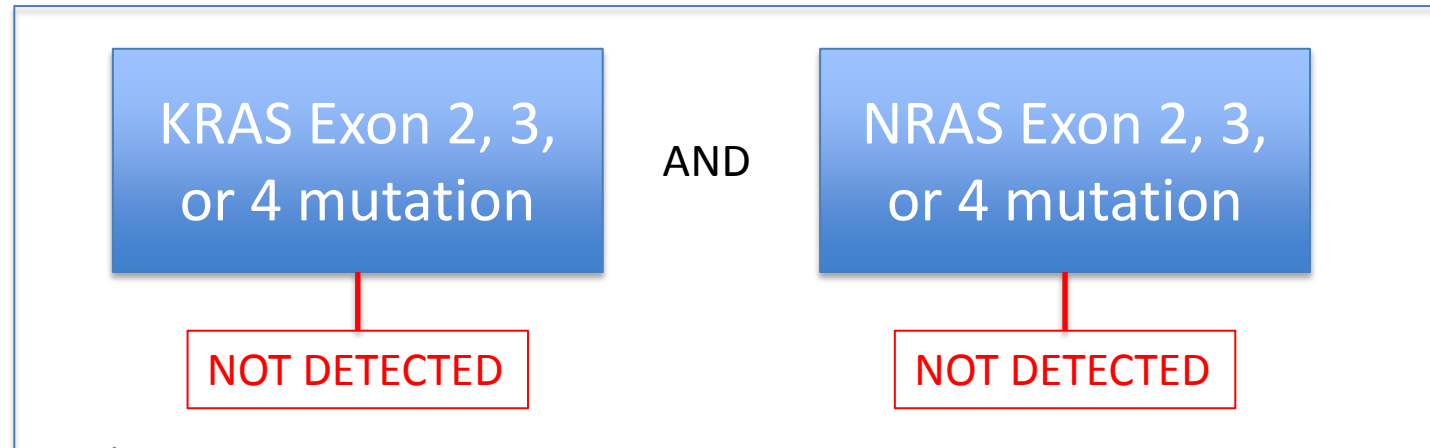 KRAS Exon 2, 3,
or 4 mutation
AND
NRAS Exon 2, 3,
or 4 mutation
NOT DETECTED
NOT DETECTED